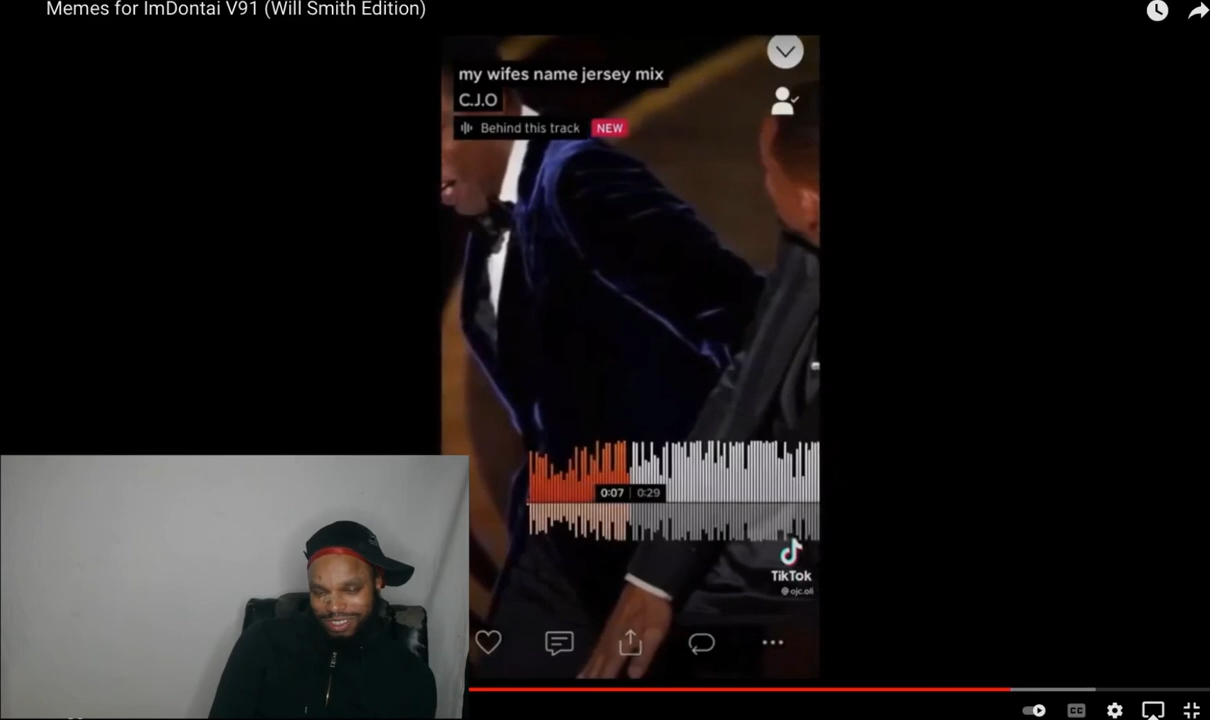 Memes for ImDontai V91 (Will Smith Edition)
my wifes name jersey mix
C.J.O
Behind this track NEW
0:07 0:29
TikTok
@ojc.oli
CC